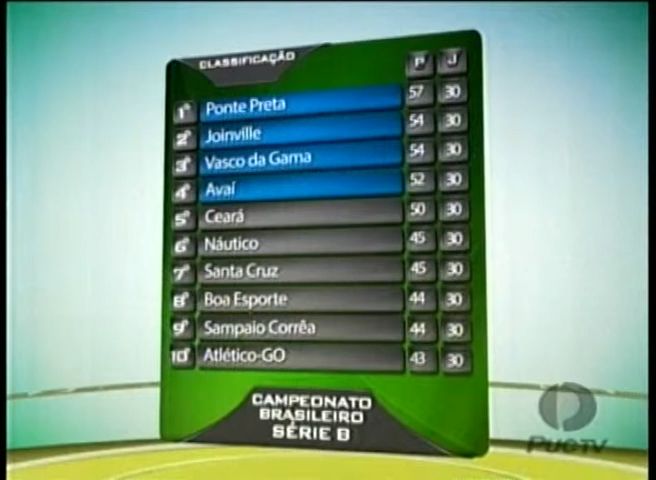 CLASSIFICAÇÃO P J
1º Ponte Preta 57 30
2º Joinville 54 30
3º Vasco da Gama 54 30
4º Avaí 52 30
5º Ceará 50 30
6º Náutico 45 30
7º Santa Cruz 45 30
8º Boa Esporte 44 30
9º Sampaio Corrêa 44 30
10º Atlético-GO 43 30
CAMPEONATO
BRASILEIRO
SÉRIE B
PUCTV